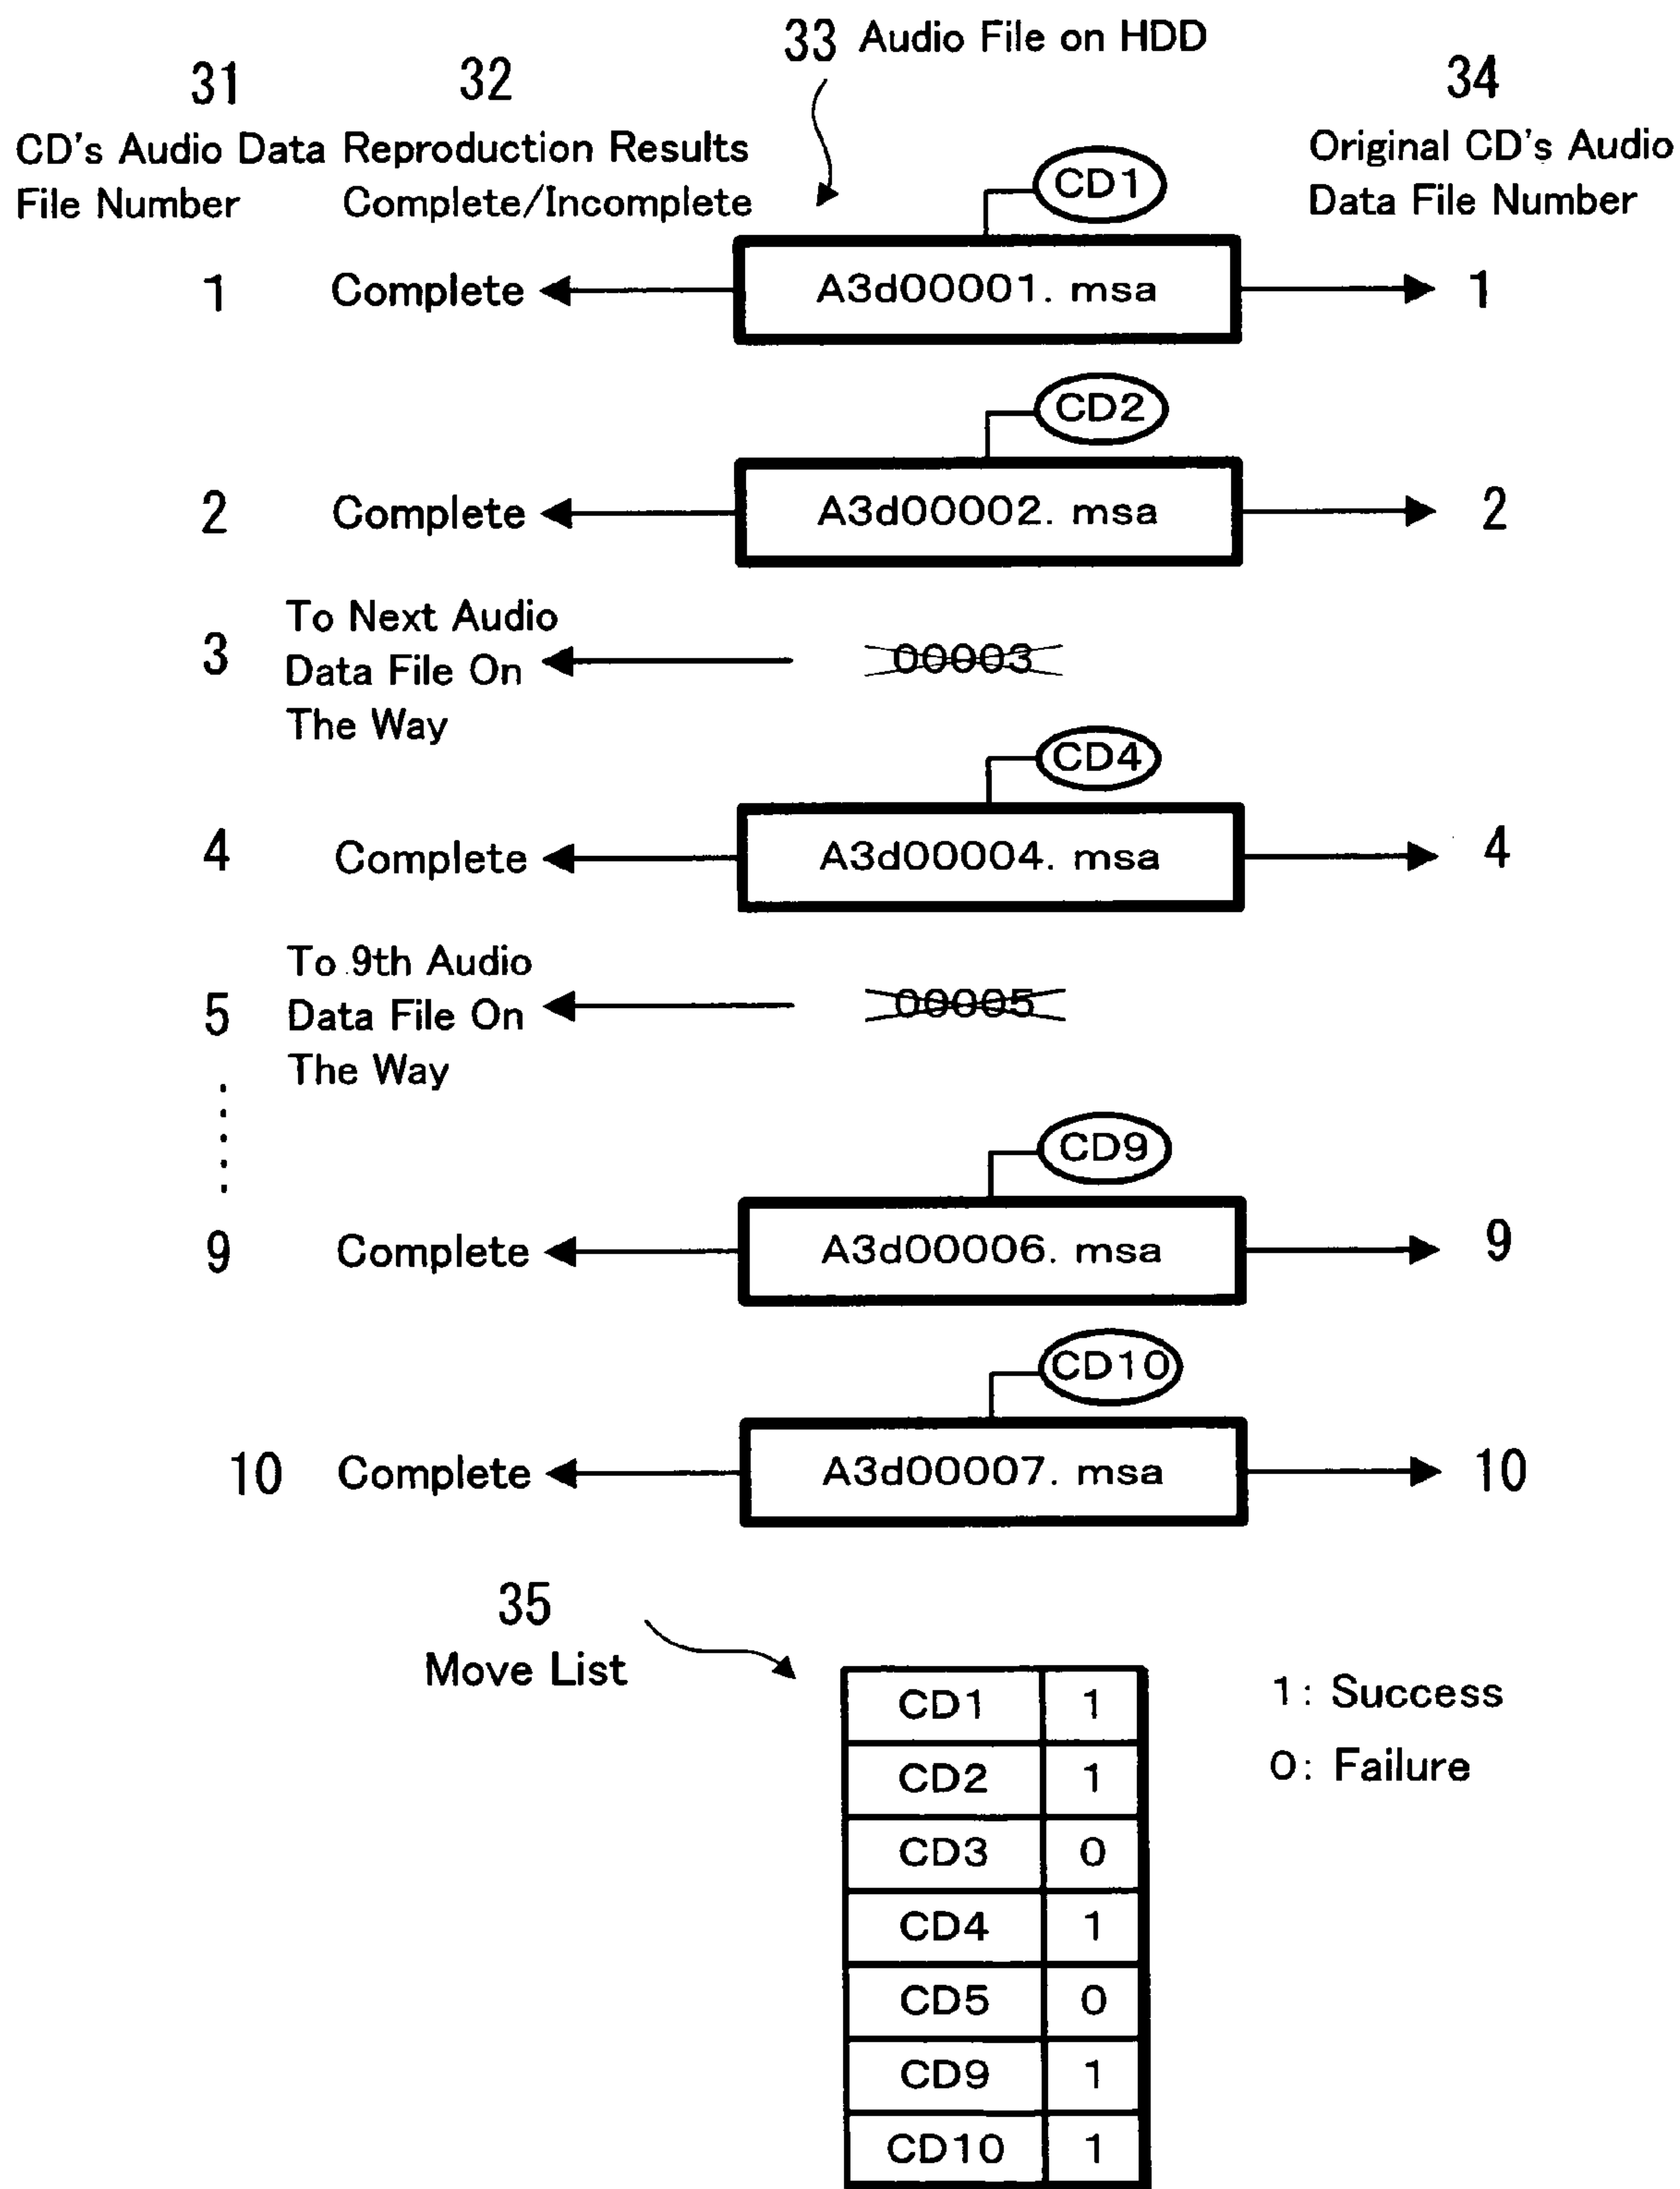 33 Audio File on HDD
31
32
34
CD's Audio Data
File Number
Reproduction Results
Complete/Incomplete
Original CD's Audio
Data File Number
CD1
1 Complete A3d00001. msa 1
CD2
2 Complete A3d00002. msa 2
3
To Next Audio
Data File On
The Way
00003
CD4
4 Complete A3d00004. msa 4
5
To 9th Audio
Data File On
The Way
00005
CD9
9 Complete A3d00006. msa 9
CD10
10 Complete A3d00007. msa 10
35
Move List
CD1 1
CD2 1
CD3 0
CD4 1
CD5 0
CD9 1
CD10 1
1: Success
0: Failure